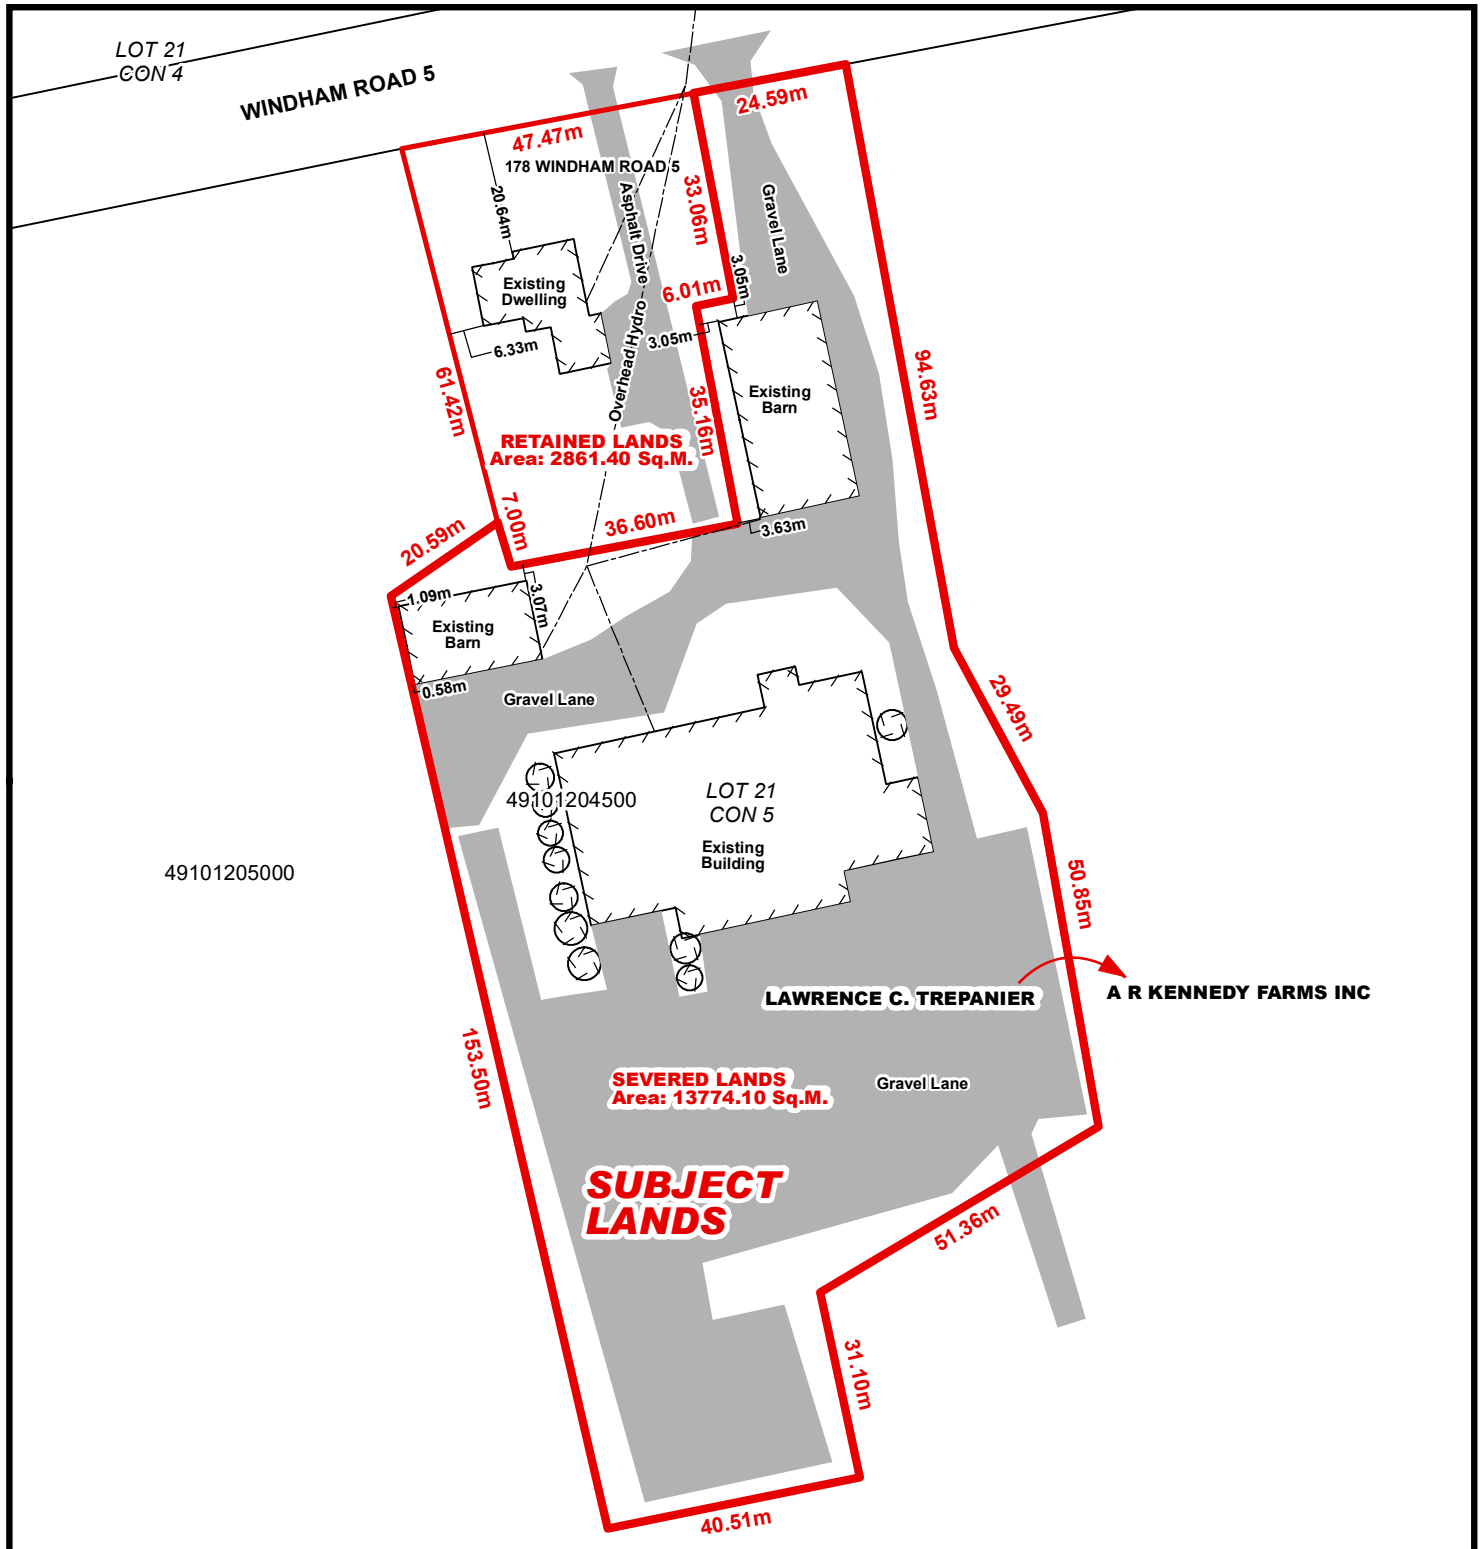 LOT 21
CON 4
WINDHAM ROAD 5
24.59m
47.47m
178 WINDHAM ROAD 5
20.64m
Asphalt Drive
33.06m
Gravel Lane
Existing
Dwelling
3.05m
6.01m
Overhead Hydro
3.05m
6.33m
61.42m
94.63m
Existing
Barn
35.16m
RETAINED LANDS
Area: 2861.40 Sq.M.
7.00m
36.60m
3.63m
20.59m
1.09m
3.07m
Existing
Barn
0.58m
Gravel Lane
29.49m
49101204500
LOT 21
CON 5
Existing
Building
49101205000
50.85m
LAWRENCE C. TREPANIER
A R KENNEDY FARMS INC
153.50m
SEVERED LANDS
Area: 13774.10 Sq.M.
Gravel Lane
SUBJECT
LANDS
51.36m
31.10m
40.51m